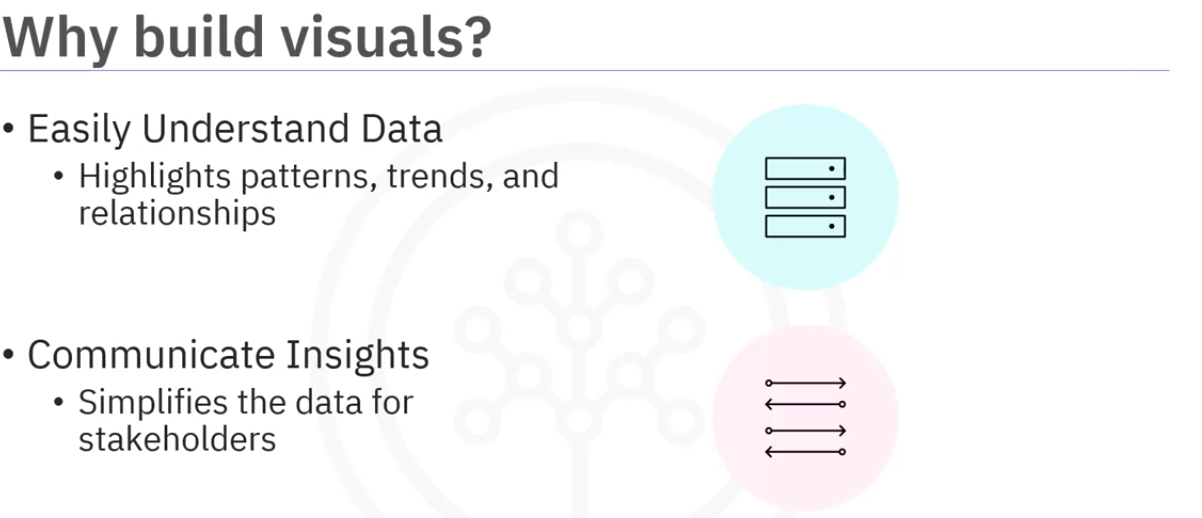 Why build visuals?
• Easily Understand Data
• Highlights patterns, trends, and
relationships
• Communicate Insights
• Simplifies the data for
stakeholders